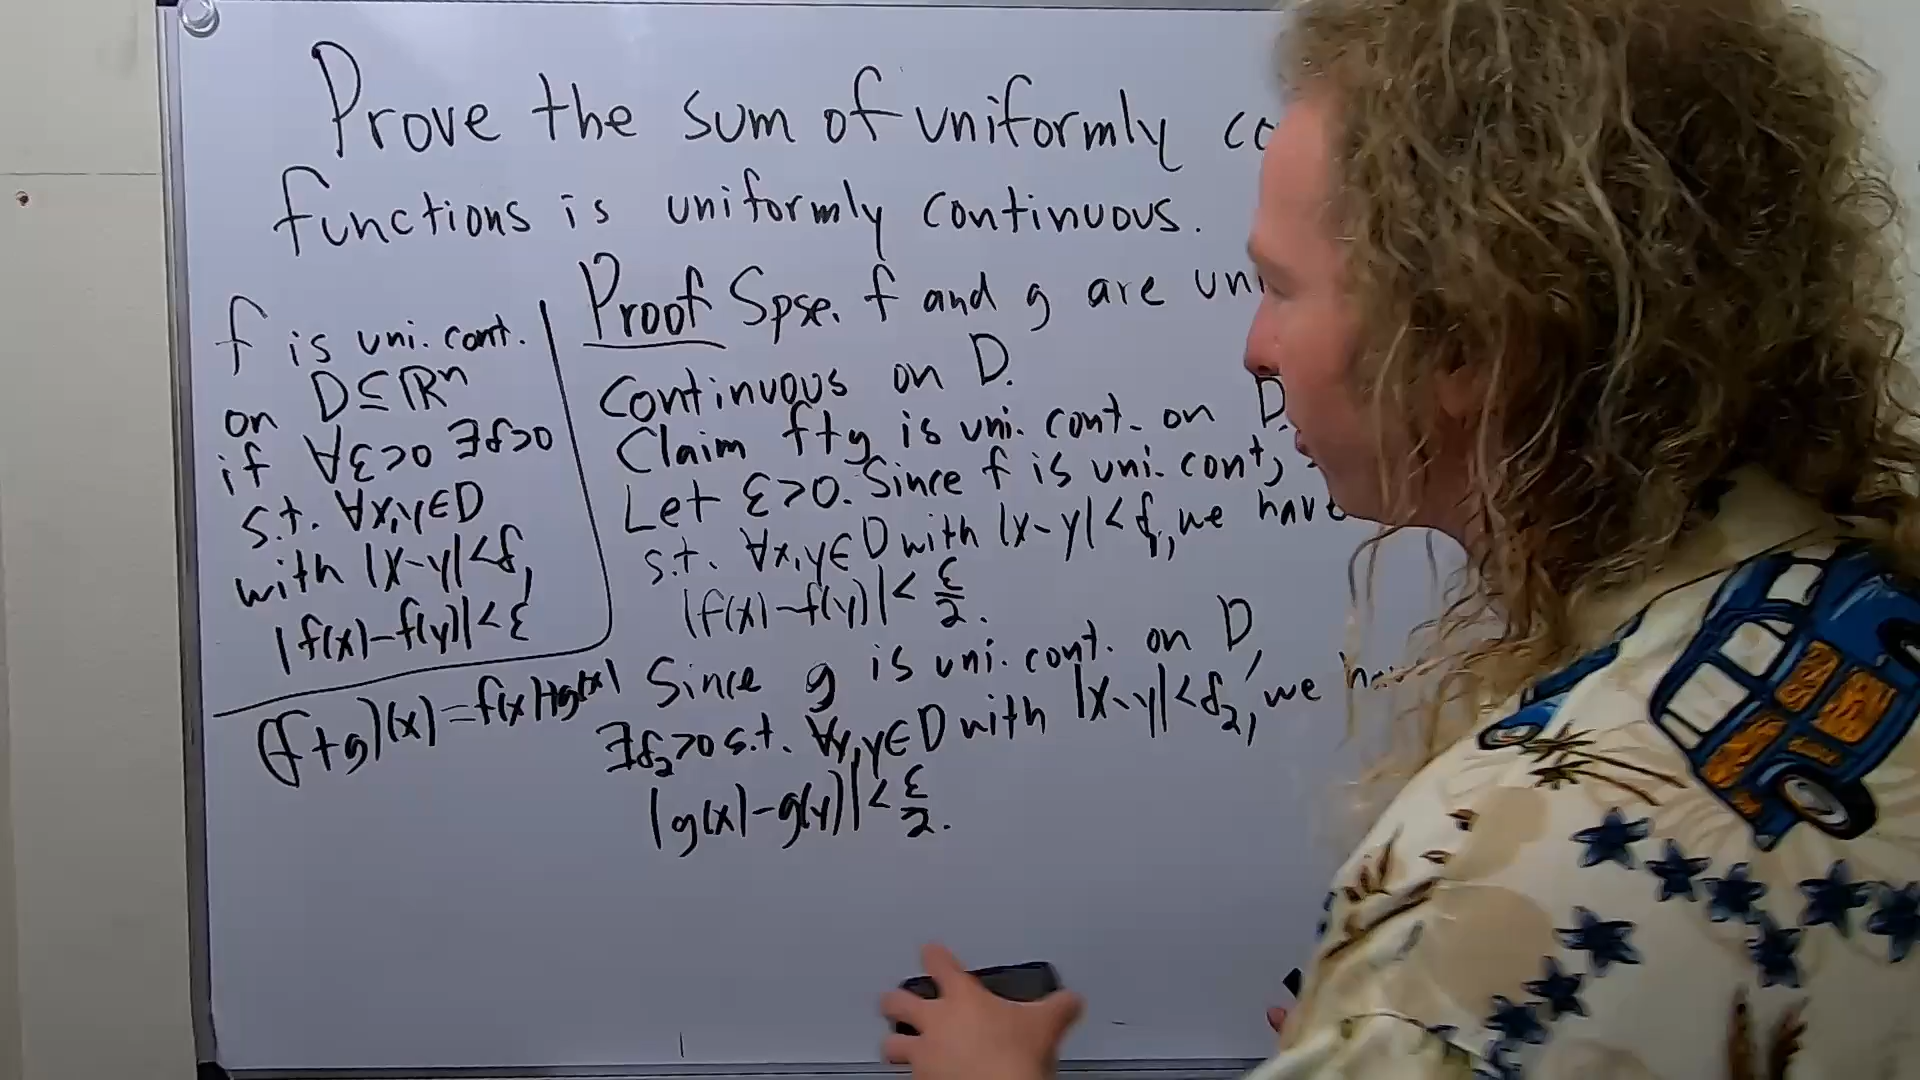 Prove the sum of uniformly
functions is uniformly continuous.
f is uni. cont.
on D⊆ℝⁿ
if ∀ε>0 ∃δ>0
s.t. ∀x,y∈D
with |x-y|<δ,
|f(x)-f(y)|<ε
(f+g)(x)=f(x)+g(x)
Proof Spse. f and g are
continuous on D.
Claim f+g is uni. cont. on D.
Let ε>0. Since f is uni. cont,
s.t. ∀x,y∈D with |x-y|<δ₁, we have
|f(x)-f(y)|<ε/2.
Since g is uni. cont. on D,
∃δ₂>0 s.t. ∀x,y∈D with |x-y|<δ₂, we
|g(x)-g(y)|<ε/2.